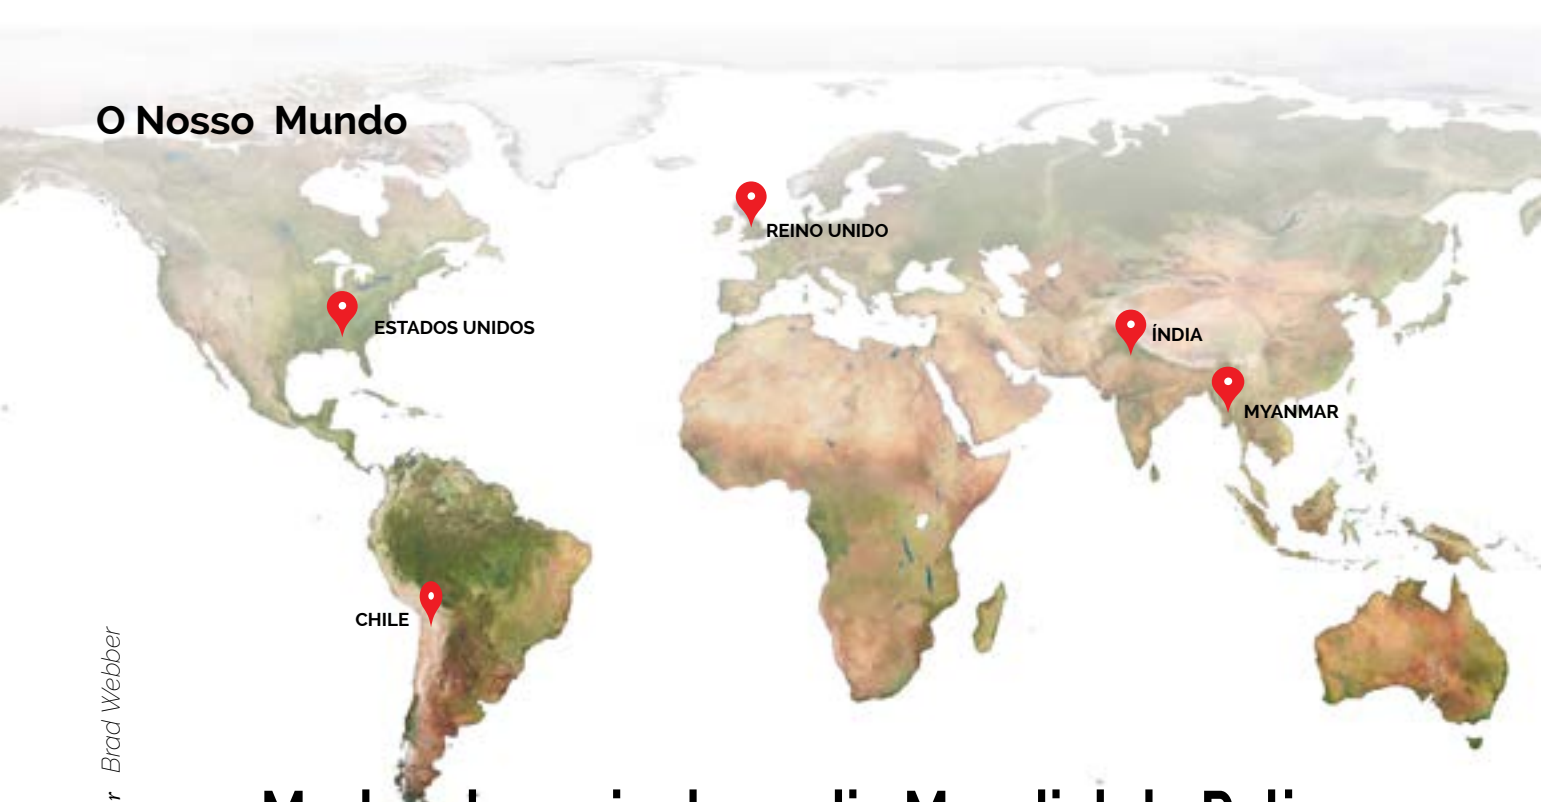 O Nosso Mundo
REINO UNIDO
ESTADOS UNIDOS
ÍNDIA
MYANMAR
CHILE
Brad Webber